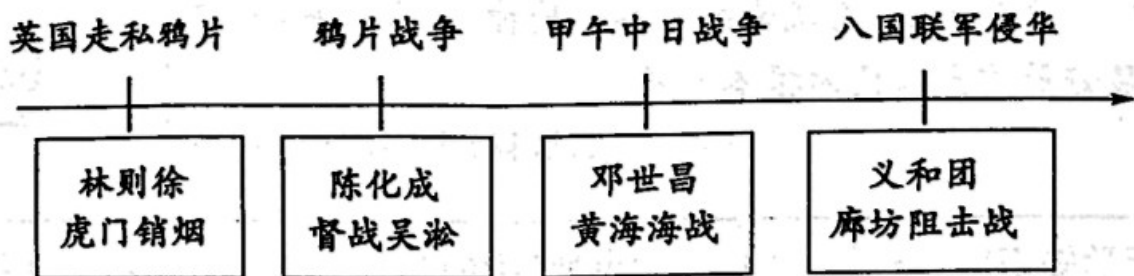 英国走私鸦片
鸦片战争
甲午中日战争
八国联军侵华
林则徐
虎门销烟
陈化成
督战吴淞
邓世昌
黄海海战
义和团
廊坊阻击战